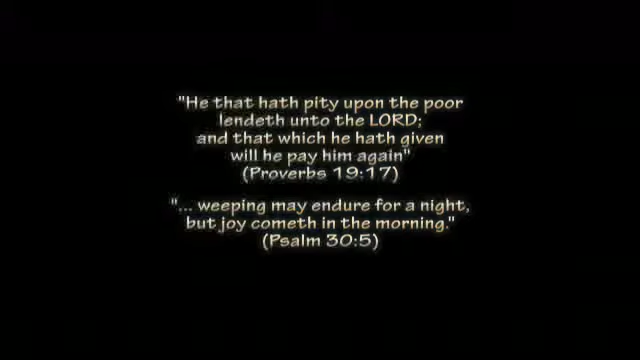 "He that hath pity upon the poor
lendeth unto the LORD;
and that which he hath given
will he pay him again"
(Proverbs 19:17)
"... weeping may endure for a night,
but joy cometh in the morning."
(Psalm 30:5)